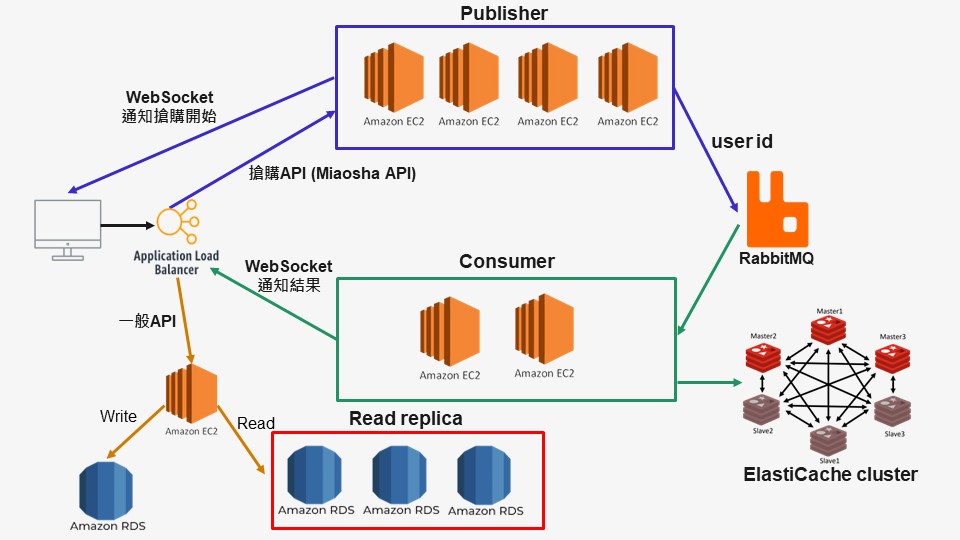 Publisher
Amazon EC2
Amazon EC2
Amazon EC2
Amazon EC2
WebSocket
通知搶購開始
搶購API (Miaosha API)
user id
RabbitMQ
Application Load
Balancer
WebSocket
通知結果
Consumer
Amazon EC2
Amazon EC2
一般API
Amazon EC2
Write
Read
Amazon RDS
Read replica
Amazon RDS
Amazon RDS
Amazon RDS
Master1
Master2
Master3
Slave2
Slave3
Slave1
ElastiCache cluster